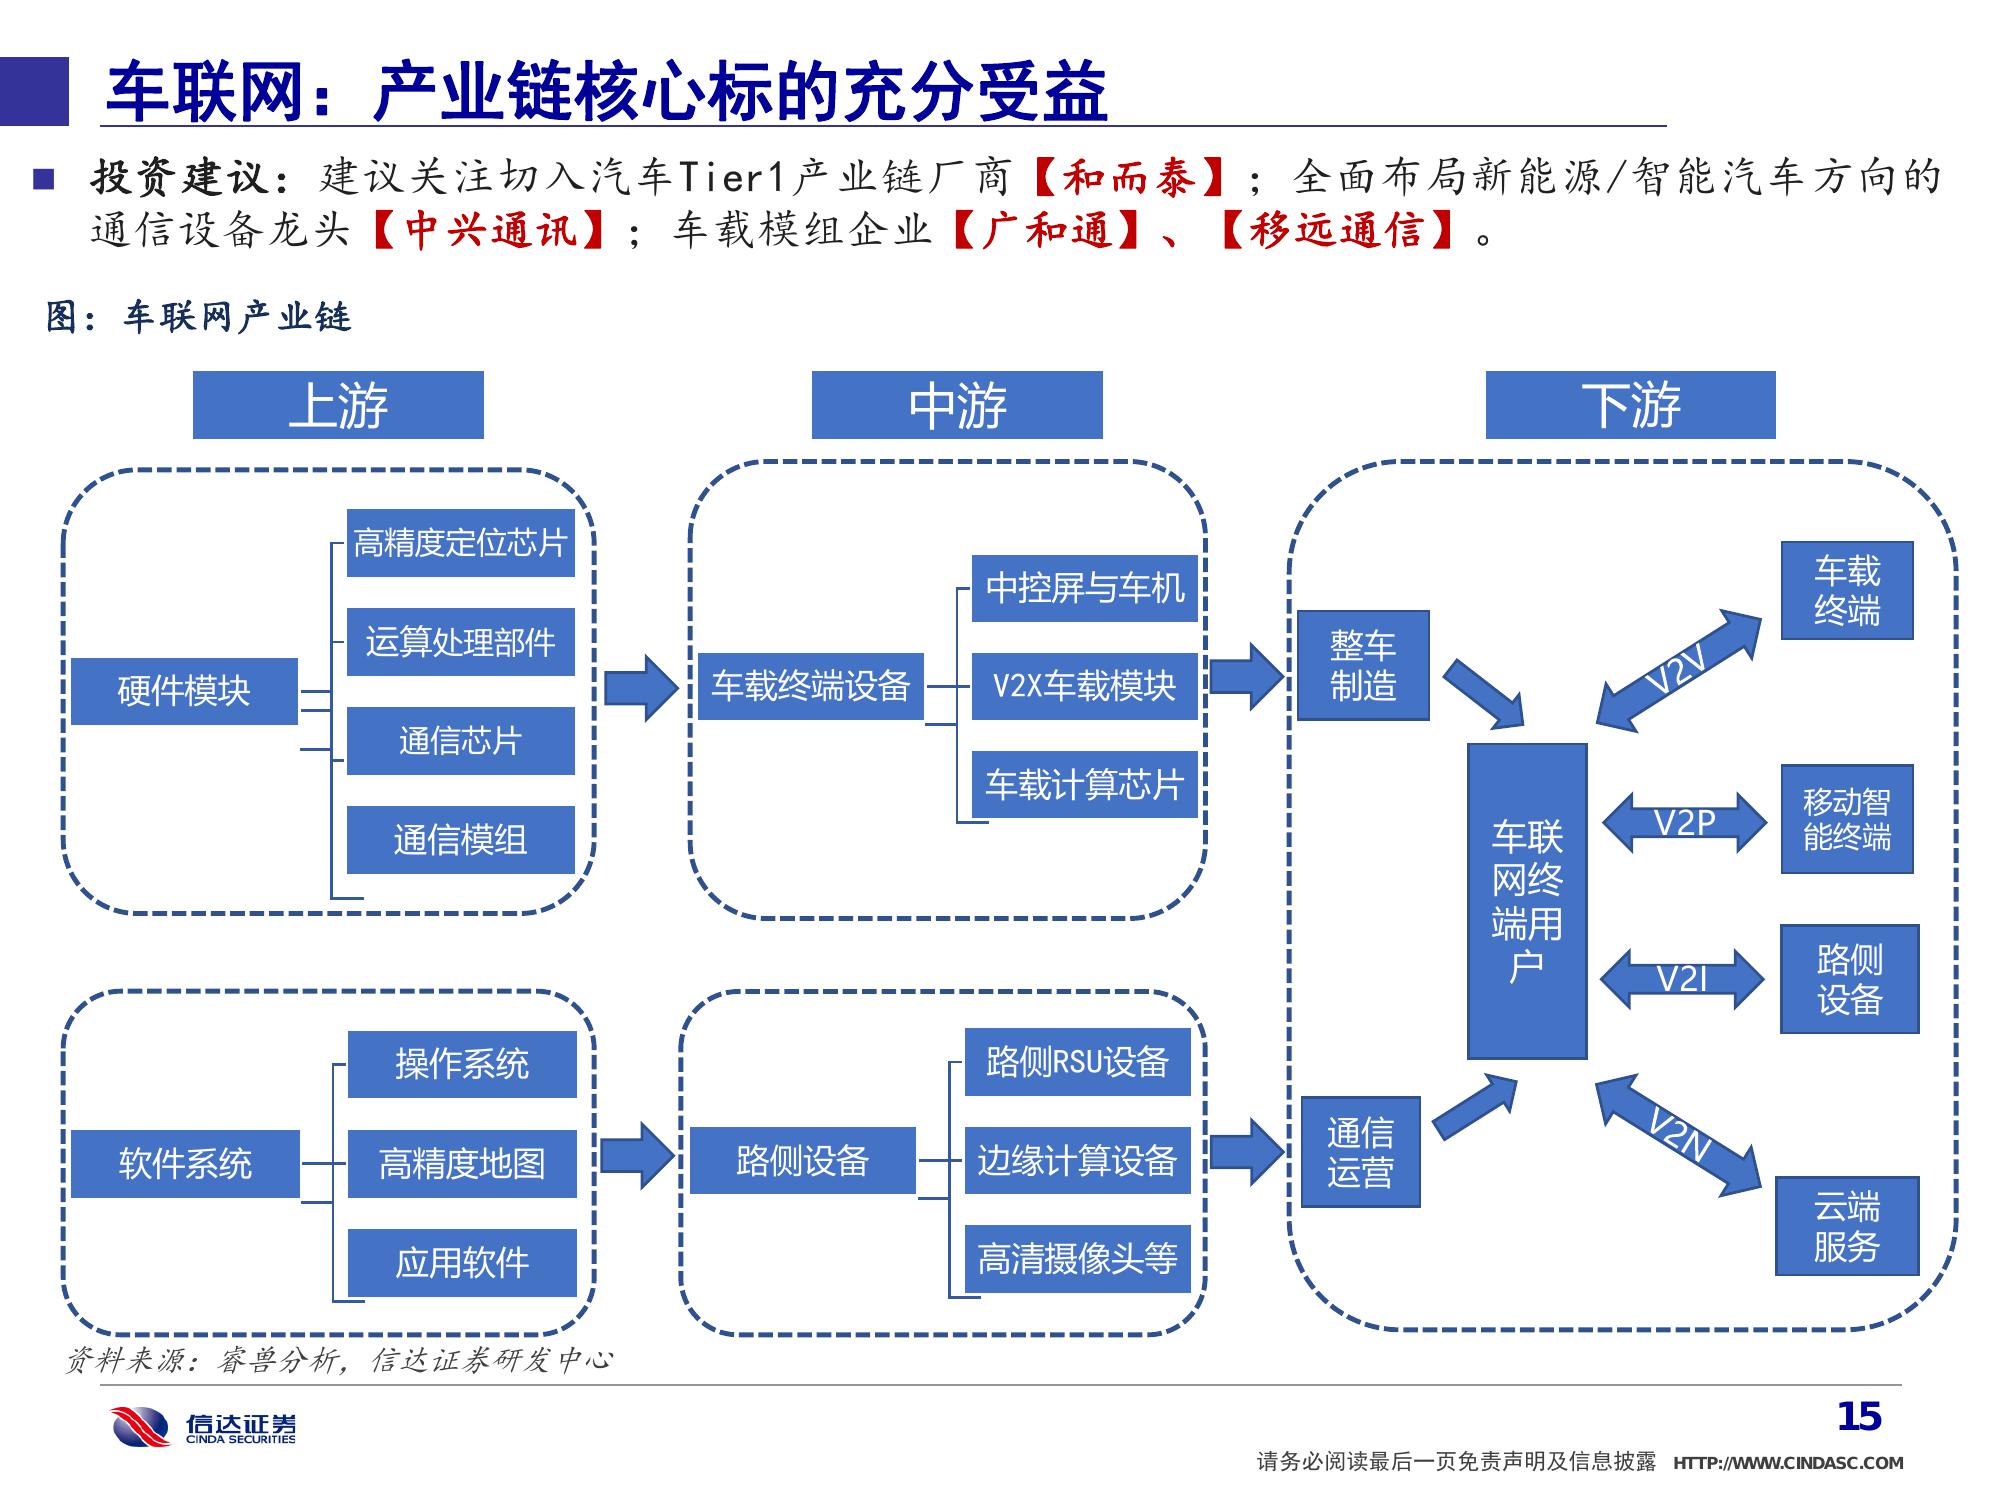 车联网：产业链核心标的充分受益
投资建议：建议关注切入汽车Tier1产业链厂商【和而泰】；全面布局新能源/智能汽车方向的
通信设备龙头【中兴通讯】；车载模组企业【广和通】、【移远通信】。
图：车联网产业链
上游
中游
下游
硬件模块
高精度定位芯片
运算处理部件
通信芯片
通信模组
车载终端设备
中控屏与车机
V2X车载模块
车载计算芯片
软件系统
操作系统
高精度地图
应用软件
路侧设备
路侧RSU设备
边缘计算设备
高清摄像头等
整车
制造
通信
运营
车联
网终
端用
户
V2V
V2P
V2I
V2N
车载
终端
移动智
能终端
路侧
设备
云端
服务
资料来源：睿兽分析，信达证券研发中心
信达证券
CINDA SECURITIES
15
请务必阅读最后一页免责声明及信息披露 HTTP://WWW.CINDASC.COM